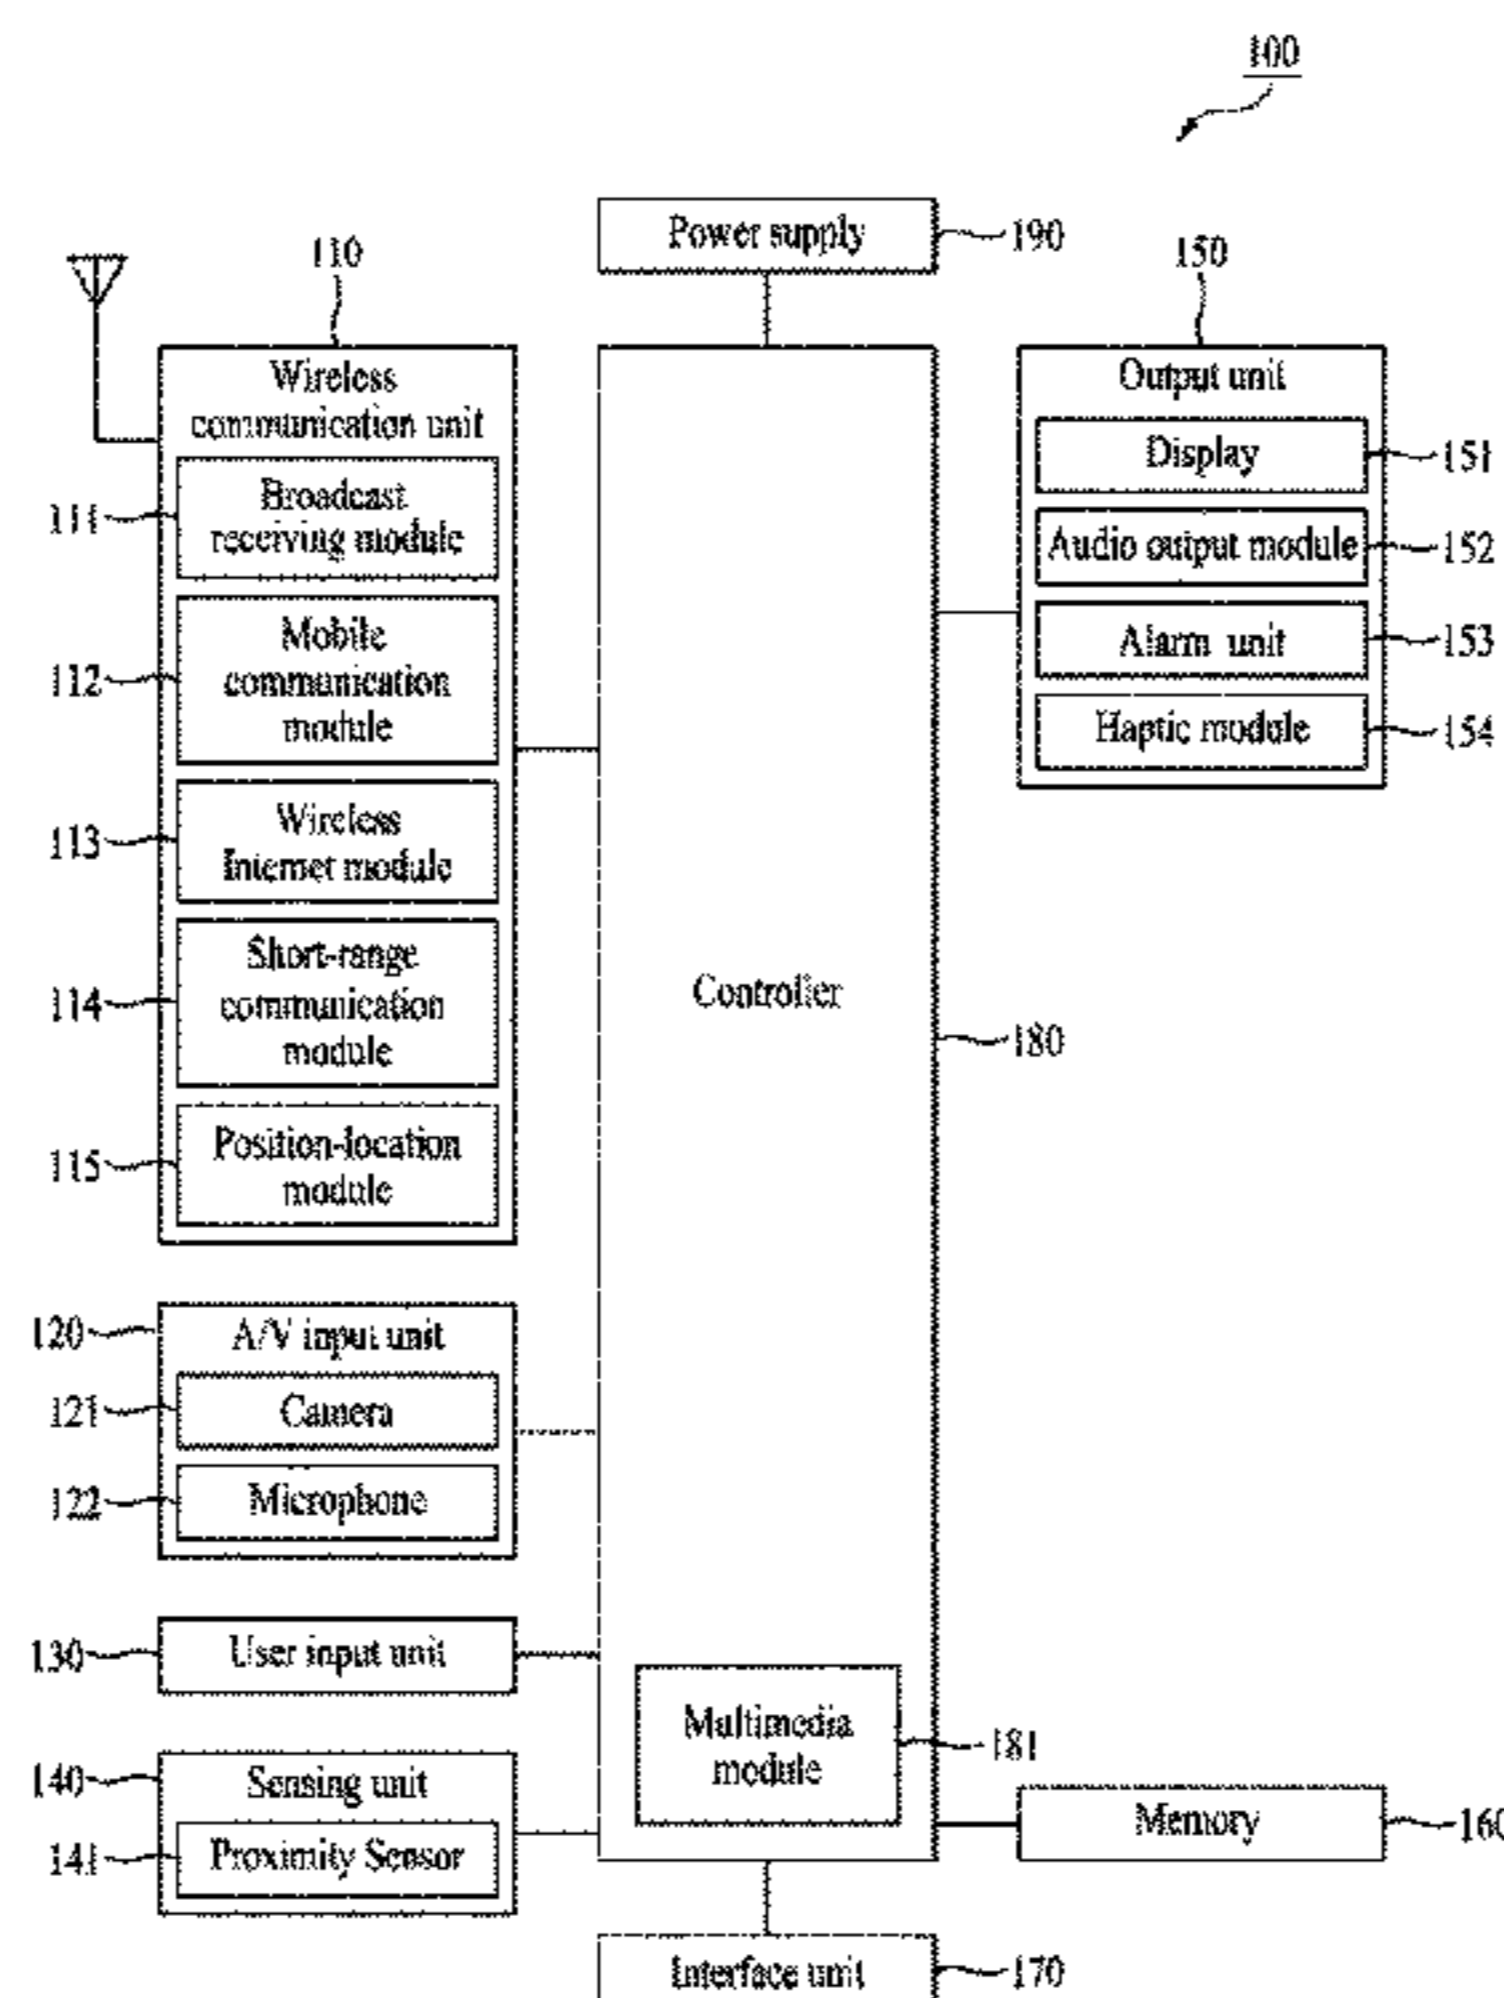 100
Power supply
190
110
150
Wireless
communication unit
111
Broadcast
receiving module
112
Mobile
communication
module
113
Wireless
Internet module
114
Short-range
communication
module
115
Position-location
module
120
A/V input unit
121
Camera
122
Microphone
130
User input unit
140
Sensing unit
141
Proximity Sensor
Controller
180
Multimedia
module
181
Output unit
Display
151
Audio output module
152
Alarm unit
153
Haptic module
154
Memory
160
Interface unit
170